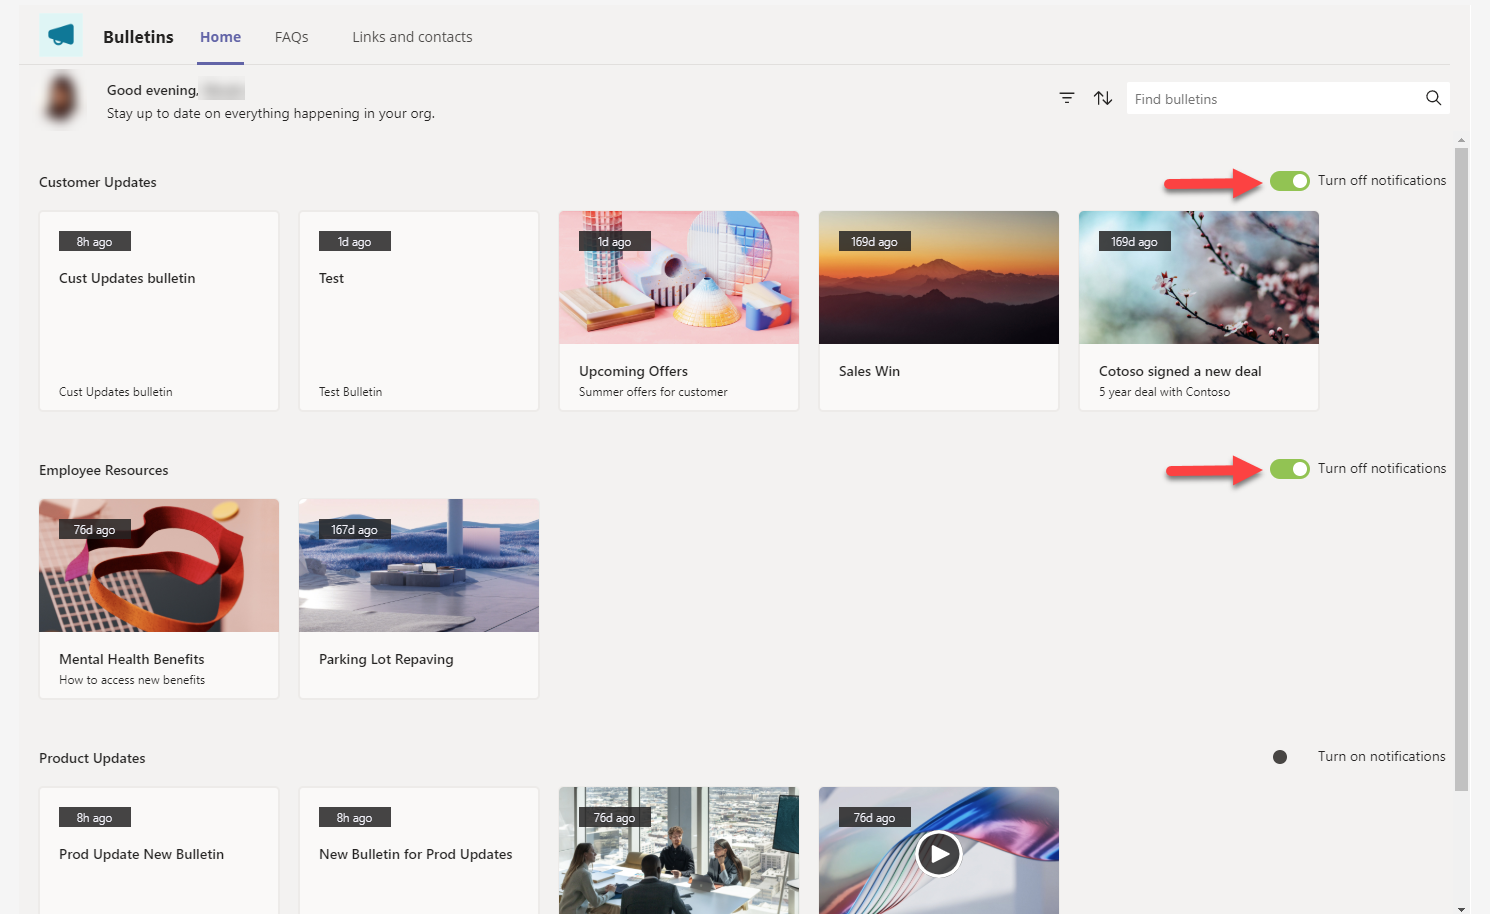 Bulletins Home FAQs Links and contacts
Good evening,
Stay up to date on everything happening in your org.
Find bulletins
Customer Updates
Turn off notifications
8h ago
Cust Updates bulletin
Cust Updates bulletin
1d ago
Test
Test Bulletin
1d ago
Upcoming Offers
Summer offers for customer
169d ago
Sales Win
169d ago
Cotoso signed a new deal
5 year deal with Contoso
Employee Resources
Turn off notifications
76d ago
Mental Health Benefits
How to access new benefits
167d ago
Parking Lot Repaving
Product Updates
Turn on notifications
8h ago
Prod Update New Bulletin
8h ago
New Bulletin for Prod Updates
76d ago
76d ago